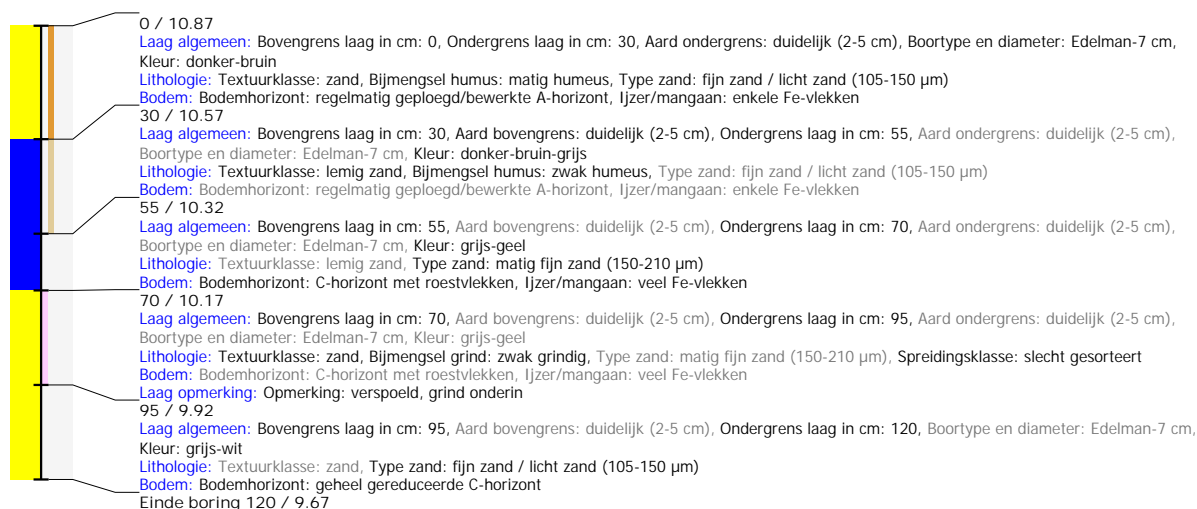 0 / 10.87
Laag algemeen: Bovengrens laag in cm: 0, Ondergrens laag in cm: 30, Aard ondergrens: duidelijk (2-5 cm), Boortype en diameter: Edelman-7 cm,
Kleur: donker-bruin
Lithologie: Textuurklasse: zand, Bijmengsel humus: matig humeus, Type zand: fijn zand / licht zand (105-150 µm)
Bodem: Bodemhorizont: regelmatig geploegd/bewerkte A-horizont, Ijzer/mangaan: enkele Fe-vlekken
30 / 10.57
Laag algemeen: Bovengrens laag in cm: 30, Aard bovengrens: duidelijk (2-5 cm), Ondergrens laag in cm: 55, Aard ondergrens: duidelijk (2-5 cm),
Boortype en diameter: Edelman-7 cm, Kleur: donker-bruin-grijs
Lithologie: Textuurklasse: lemig zand, Bijmengsel humus: zwak humeus, Type zand: fijn zand / licht zand (105-150 µm)
Bodem: Bodemhorizont: regelmatig geploegd/bewerkte A-horizont, Ijzer/mangaan: enkele Fe-vlekken
55 / 10.32
Laag algemeen: Bovengrens laag in cm: 55, Aard bovengrens: duidelijk (2-5 cm), Ondergrens laag in cm: 70, Aard ondergrens: duidelijk (2-5 cm),
Boortype en diameter: Edelman-7 cm, Kleur: grijs-geel
Lithologie: Textuurklasse: lemig zand, Type zand: matig fijn zand (150-210 µm)
Bodem: Bodemhorizont: C-horizont met roestvlekken, Ijzer/mangaan: veel Fe-vlekken
70 / 10.17
Laag algemeen: Bovengrens laag in cm: 70, Aard bovengrens: duidelijk (2-5 cm), Ondergrens laag in cm: 95, Aard ondergrens: duidelijk (2-5 cm),
Boortype en diameter: Edelman-7 cm, Kleur: grijs-geel
Lithologie: Textuurklasse: zand, Bijmengsel grind: zwak grindig, Type zand: matig fijn zand (150-210 µm), Spreidingsklasse: slecht gesorteert
Bodem: Bodemhorizont: C-horizont met roestvlekken, Ijzer/mangaan: veel Fe-vlekken
Laag opmerking: Opmerking: verspoeld, grind onderin
95 / 9.92
Laag algemeen: Bovengrens laag in cm: 95, Aard bovengrens: duidelijk (2-5 cm), Ondergrens laag in cm: 120, Boortype en diameter: Edelman-7 cm,
Kleur: grijs-wit
Lithologie: Textuurklasse: zand, Type zand: fijn zand / licht zand (105-150 µm)
Bodem: Bodemhorizont: geheel gereduceerde C-horizont
Einde boring 120 / 9.67